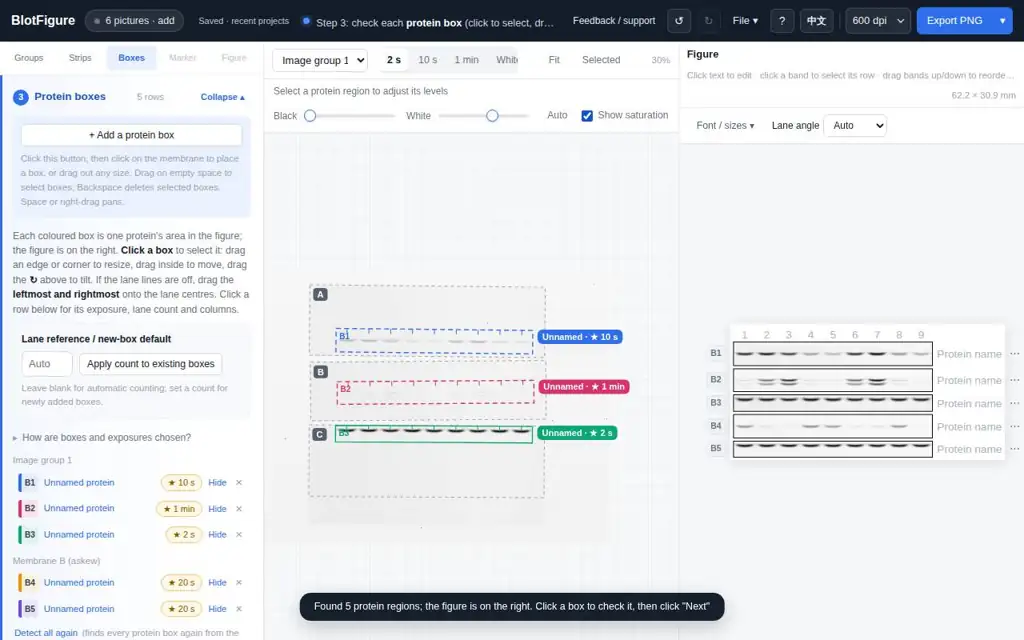 BlotFigure
6 pictures · add
Saved · recent projects
Step 3: check each protein box (click to select, dr…
Feedback / support
↺
↻
File ▾
?
中文
600 dpi
Export PNG ▾
Groups
Strips
Boxes
Marker
Figure
3 Protein boxes
5 rows
Collapse ▴
+ Add a protein box
Click this button, then click on the membrane to place
a box, or drag out any size. Drag on empty space to
select boxes. Backspace deletes selected boxes.
Space or right-drag pans.
Each coloured box is one protein's area in the figure;
the figure is on the right. Click a box to select it: drag
an edge or corner to resize, drag inside to move, drag
the ↻ above to tilt. If the lane lines are off, drag the
leftmost and rightmost onto the lane centres. Click a
row below for its exposure, lane count and columns.
Lane reference / new-box default
Auto
Apply count to existing boxes
Leave blank for automatic counting; set a count for
newly added boxes.
▸ How are boxes and exposures chosen?
Image group 1
B1 Unnamed protein ★ 10 s Hide ×
B2 Unnamed protein ★ 1 min Hide ×
B3 Unnamed protein ★ 2 s Hide ×
Membrane B (askew)
B4 Unnamed protein ★ 20 s Hide ×
B5 Unnamed protein ★ 20 s Hide ×
Detect all again (finds every protein box again from the
Image group 1
2 s
10 s
1 min
White
Fit
Selected
30%
Select a protein region to adjust its levels
Black
White
Auto
Show saturation
A
B1
Unnamed · ★ 10 s
B
B2
Unnamed · ★ 1 min
C
B3
Unnamed · ★ 2 s
Found 5 protein regions; the figure is on the right. Click a box to check it, then click "Next"
Figure
Click text to edit · click a band to select its row · drag bands up/down to reorde…
62.2 × 30.9 mm
Font / sizes ▾
Lane angle
Auto
1 2 3 4 5 6 7 8 9
B1 Protein name ⋯
B2 Protein name ⋯
B3 Protein name ⋯
B4 Protein name ⋯
B5 Protein name ⋯